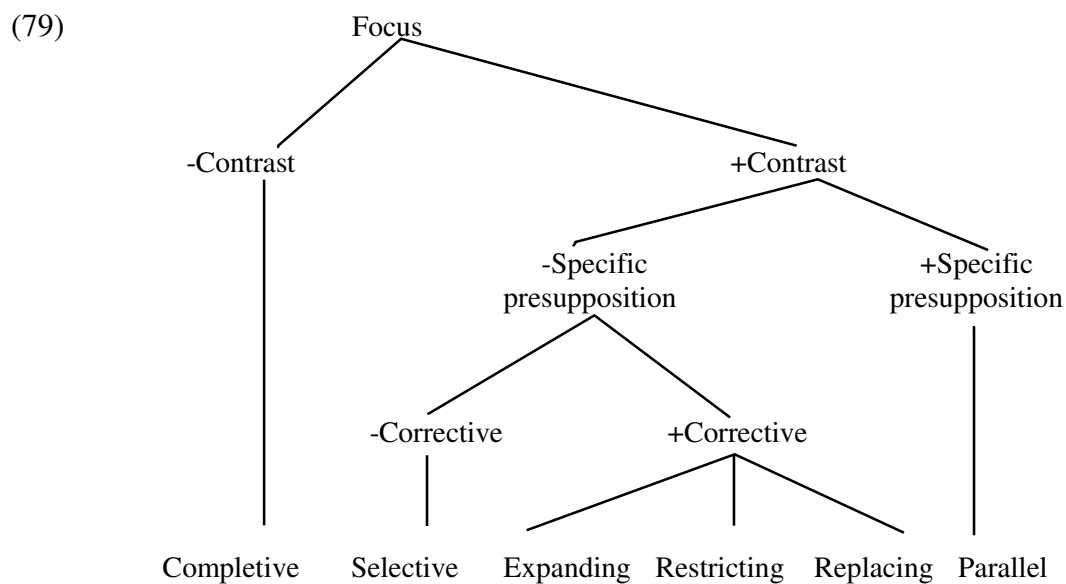 (79) Focus
-Contrast +Contrast
-Specific +Specific
presupposition presupposition
-Corrective +Corrective
Completive Selective Expanding Restricting Replacing Parallel